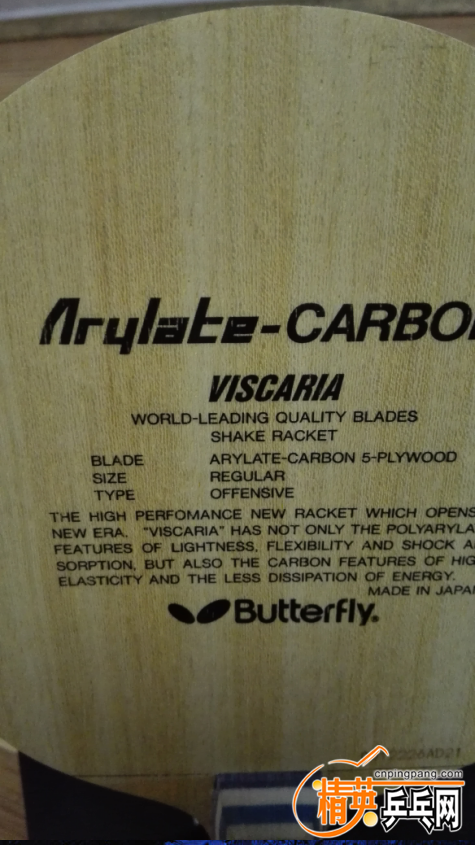 Arylate-CARBO
VISCARIA
WORLD-LEADING QUALITY BLADES
SHAKE RACKET
BLADE ARYLATE-CARBON 5-PLYWOOD
SIZE REGULAR
TYPE OFFENSIVE
THE HIGH PERFOMANCE NEW RACKET WHICH OPENS
NEW ERA. "VISCARIA" HAS NOT ONLY THE POLYARYLA
FEATURES OF LIGHTNESS, FLEXIBILITY AND SHOCK A
SORPTION, BUT ALSO THE CARBON FEATURES OF HIG
ELASTICITY AND THE LESS DISSIPATION OF ENERGY.
MADE IN JAPA
Butterfly®
cnpingpang.com
精英乒乓网